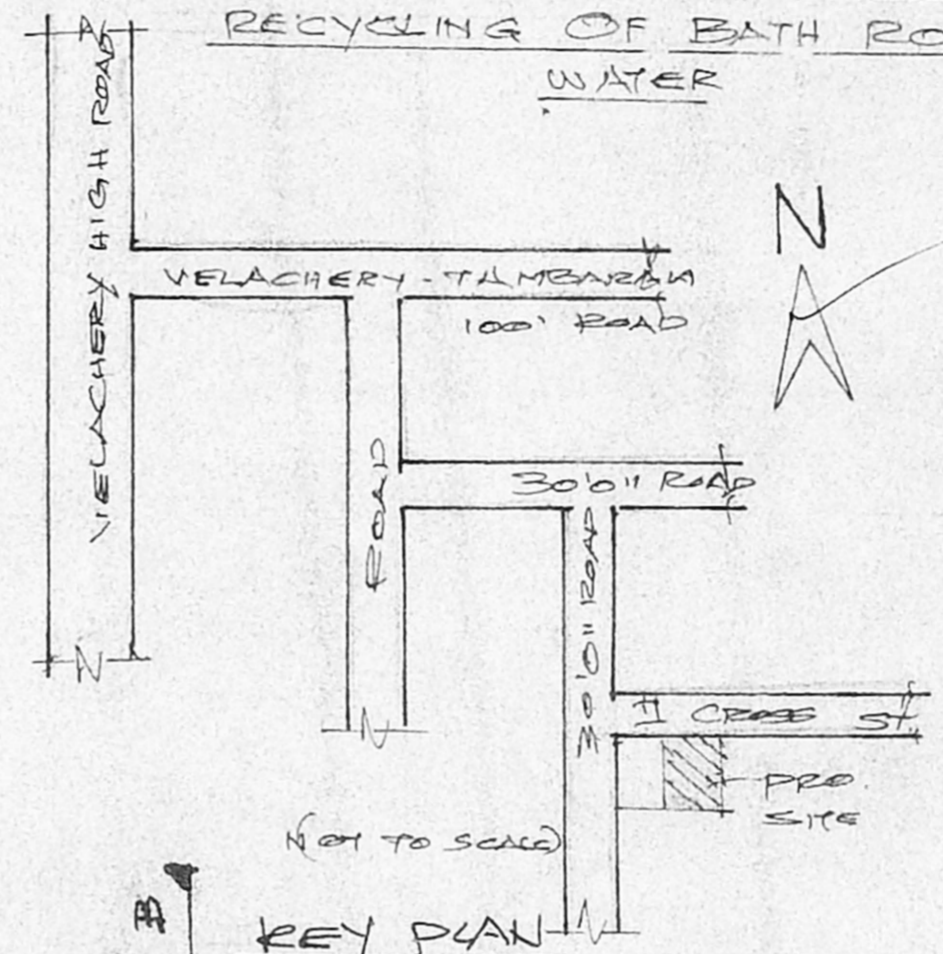 RECYCLING OF BATH RO
WATER
VELACHERY HIGH ROAD
N
VELACHERY - TAMBARAM
100' ROAD
ROAD
30'0" ROAD
30'0" ROAD
II CROSS ST
PRO.
SITE
(NOT TO SCALE)
B
KEY PLAN